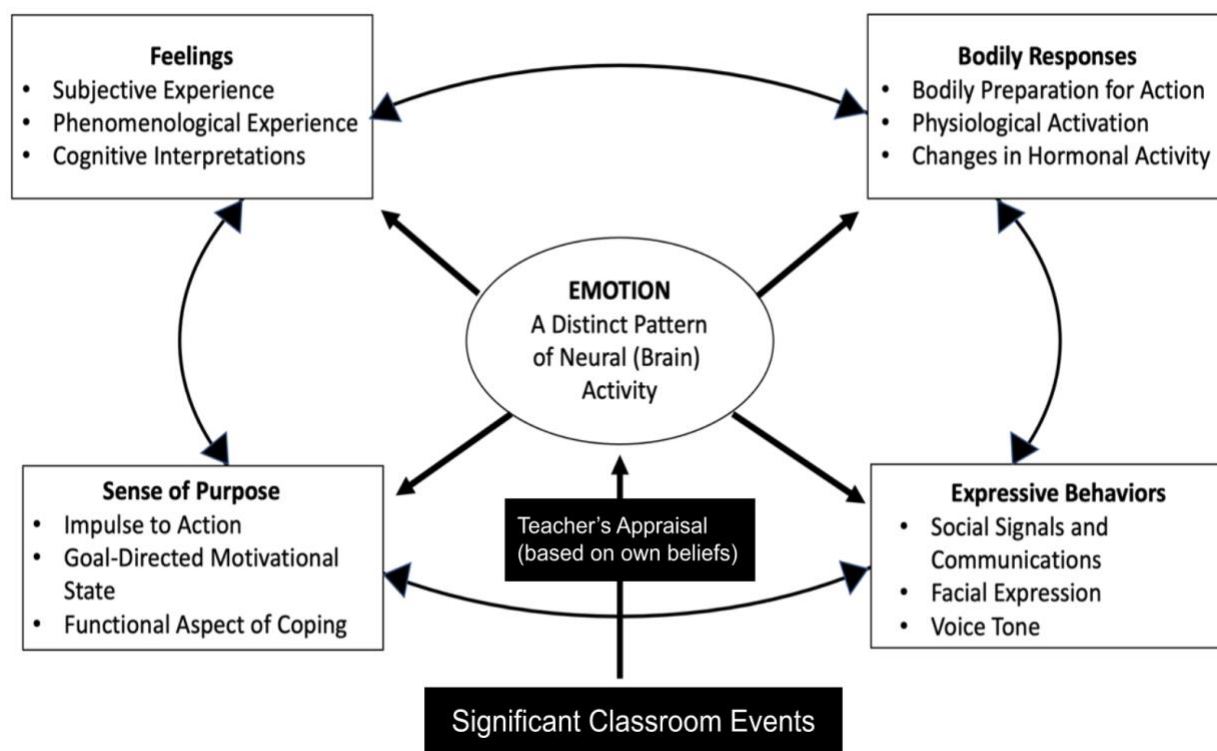 Feelings
• Subjective Experience
• Phenomenological Experience
• Cognitive Interpretations
Bodily Responses
• Bodily Preparation for Action
• Physiological Activation
• Changes in Hormonal Activity
EMOTION
A Distinct Pattern
of Neural (Brain)
Activity
Sense of Purpose
• Impulse to Action
• Goal-Directed Motivational
State
• Functional Aspect of Coping
Teacher's Appraisal
(based on own beliefs)
Expressive Behaviors
• Social Signals and
Communications
• Facial Expression
• Voice Tone
Significant Classroom Events